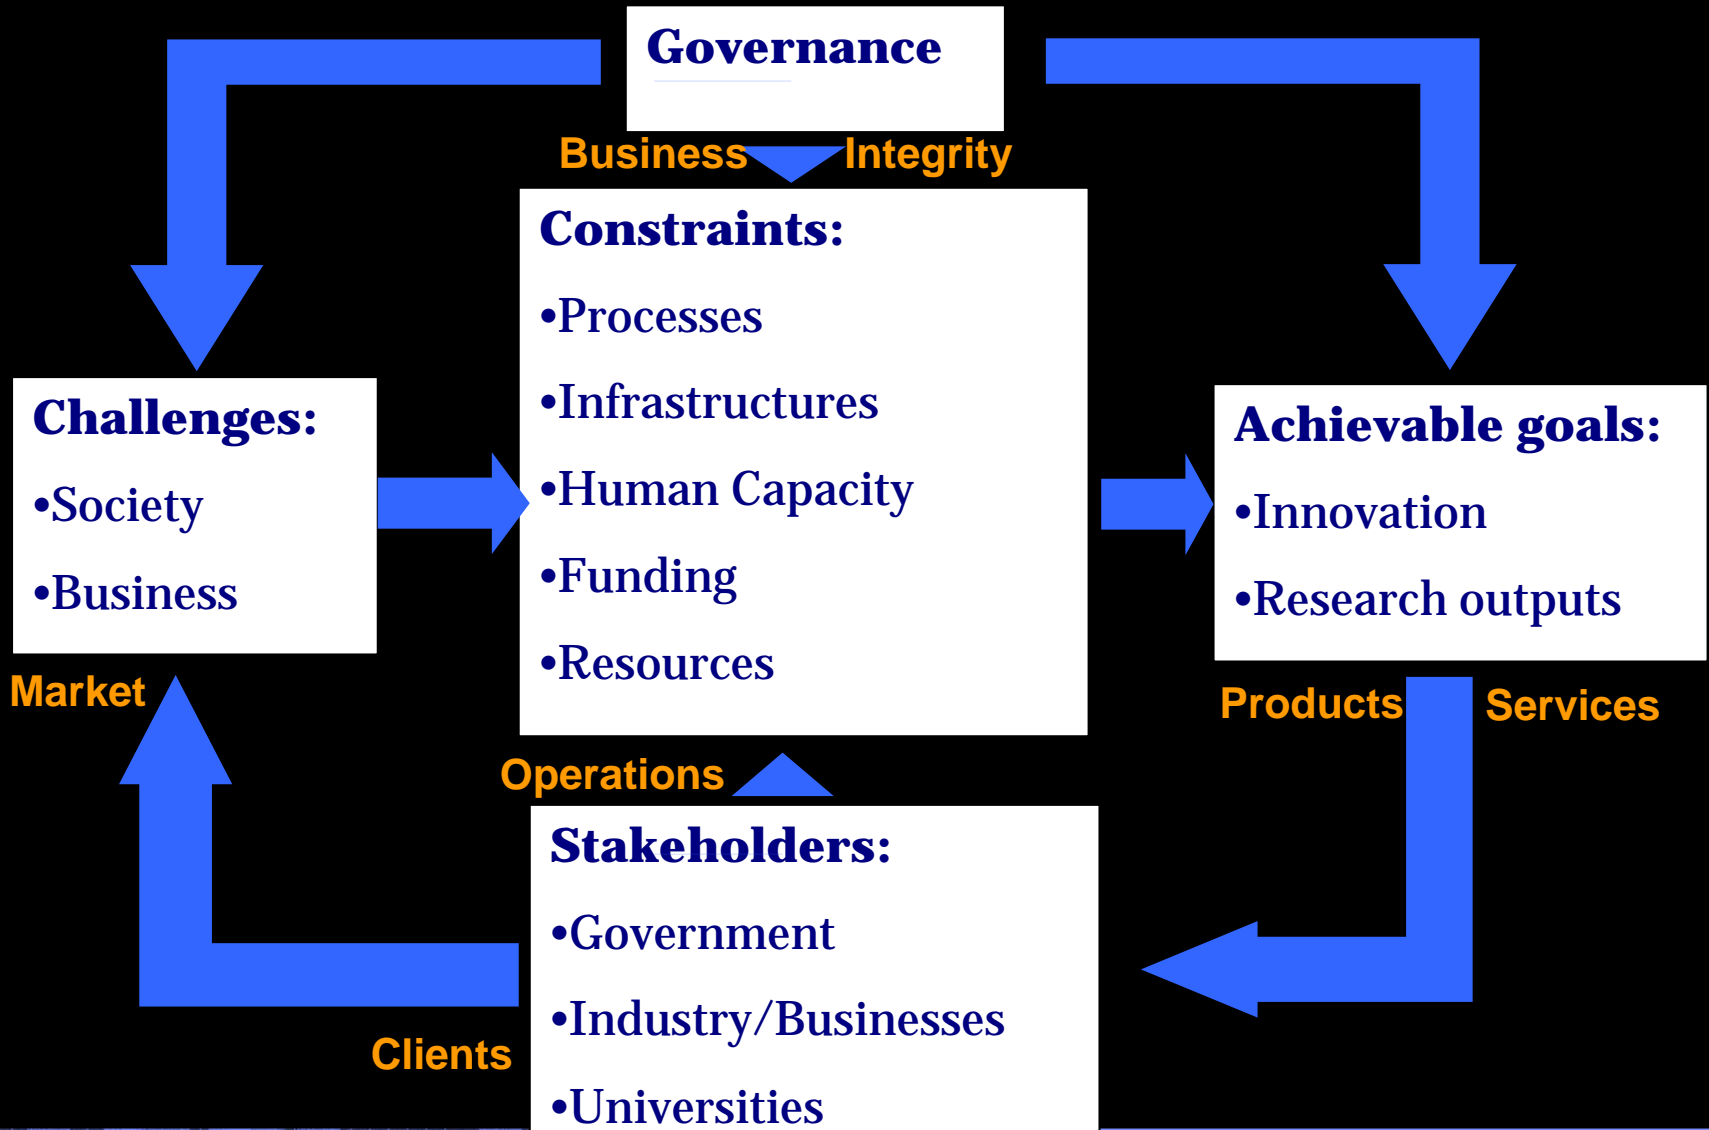 Governance
Business Integrity
Constraints:
•Processes
•Infrastructures
•Human Capacity
•Funding
•Resources
Challenges:
•Society
•Business
Achievable goals:
•Innovation
•Research outputs
Market
Products Services
Operations
Stakeholders:
•Government
•Industry/Businesses
•Universities
Clients